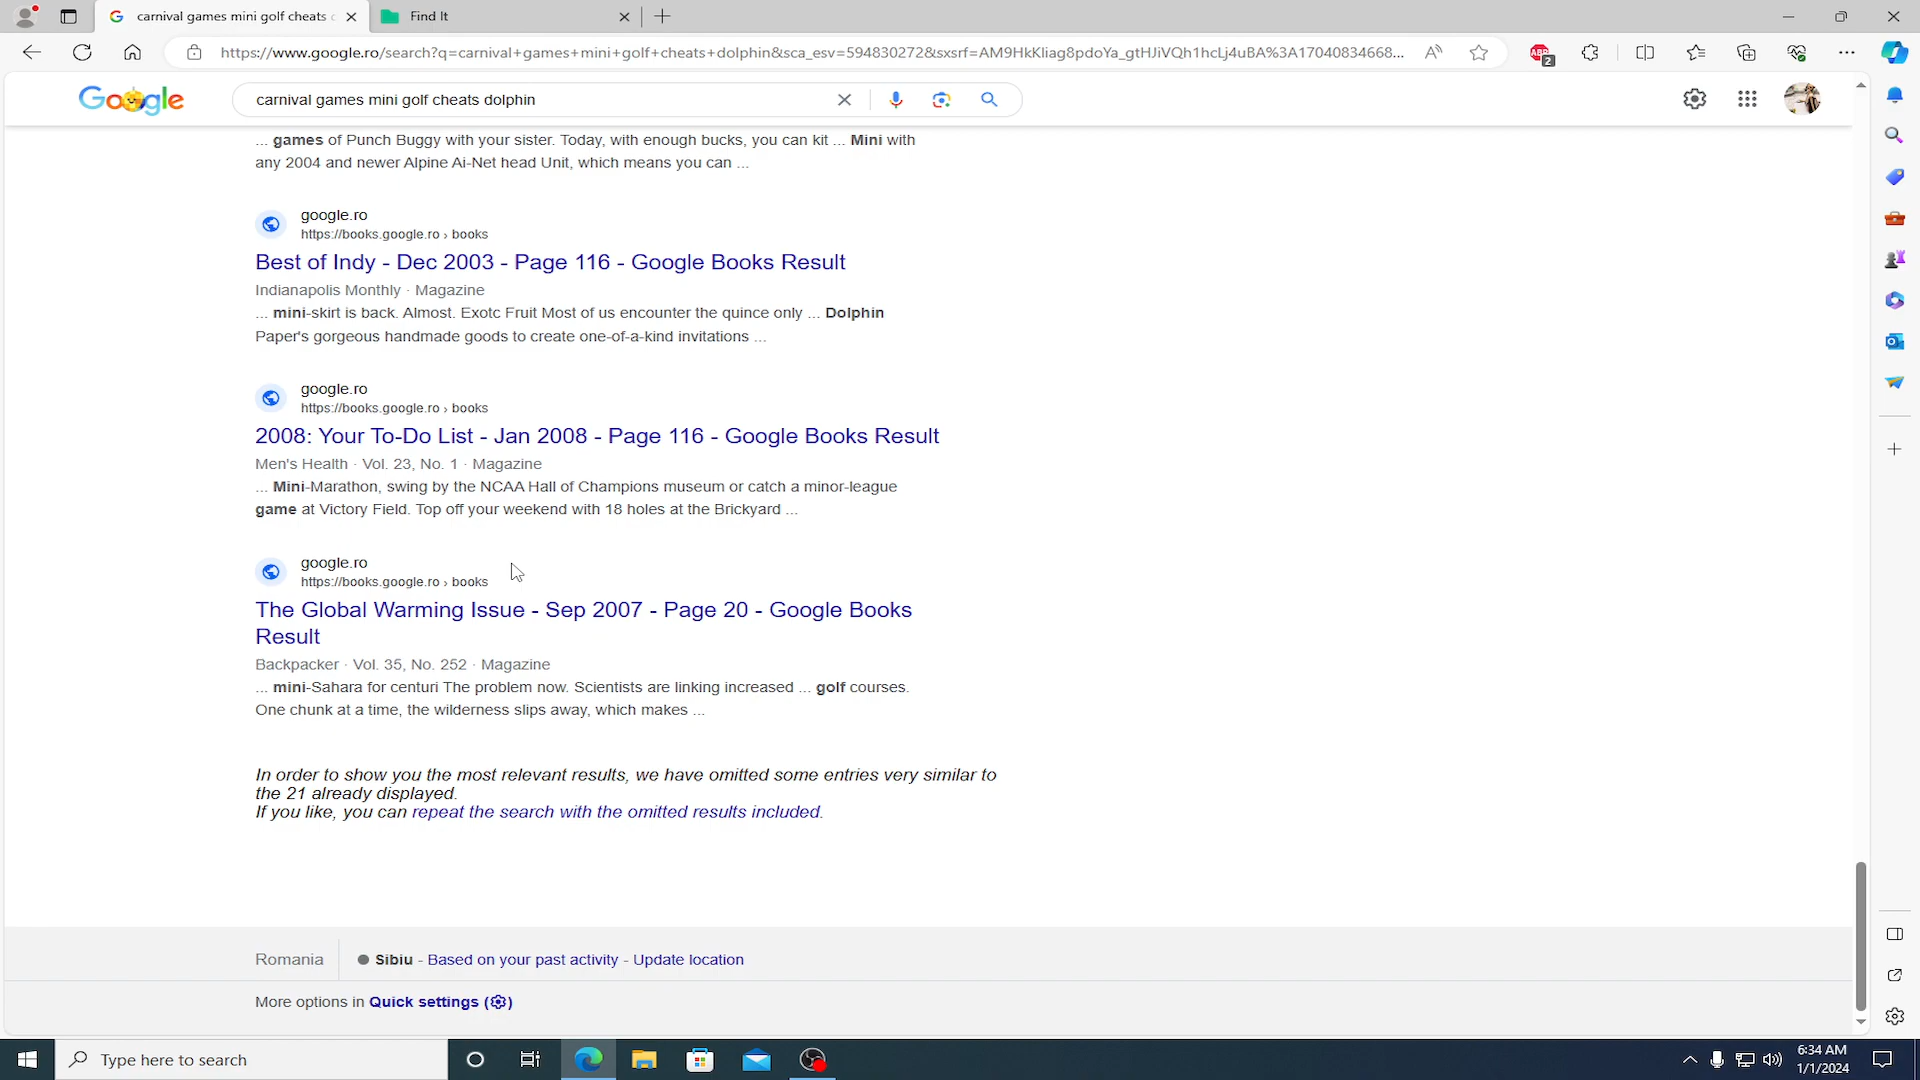 carnival games mini golf cheats d
Find It
https://www.google.ro/search?q=carnival+games+mini+golf+cheats+dolphin&sca_esv=594830272&sxsrf=AM9HkKliag8pdoYa_gtHJiVQh1hcLj4uBA%3A17040834668...
ABP
2
Google
carnival games mini golf cheats dolphin
... games of Punch Buggy with your sister. Today, with enough bucks, you can kit ... Mini with
any 2004 and newer Alpine Ai-Net head Unit, which means you can ...
google.ro
https://books.google.ro › books
Best of Indy - Dec 2003 - Page 116 - Google Books Result
Indianapolis Monthly · Magazine
... mini-skirt is back. Almost. Exotc Fruit Most of us encounter the quince only ... Dolphin
Paper's gorgeous handmade goods to create one-of-a-kind invitations ...
google.ro
https://books.google.ro › books
2008: Your To-Do List - Jan 2008 - Page 116 - Google Books Result
Men's Health · Vol. 23, No. 1 · Magazine
... Mini-Marathon, swing by the NCAA Hall of Champions museum or catch a minor-league
game at Victory Field. Top off your weekend with 18 holes at the Brickyard ...
google.ro
https://books.google.ro › books
The Global Warming Issue - Sep 2007 - Page 20 - Google Books
Result
Backpacker · Vol. 35, No. 252 · Magazine
... mini-Sahara for centuri The problem now. Scientists are linking increased ... golf courses.
One chunk at a time, the wilderness slips away, which makes ...
In order to show you the most relevant results, we have omitted some entries very similar to
the 21 already displayed.
If you like, you can repeat the search with the omitted results included.
Romania
Sibiu - Based on your past activity - Update location
More options in Quick settings ( )
Type here to search
6:34 AM
1/1/2024